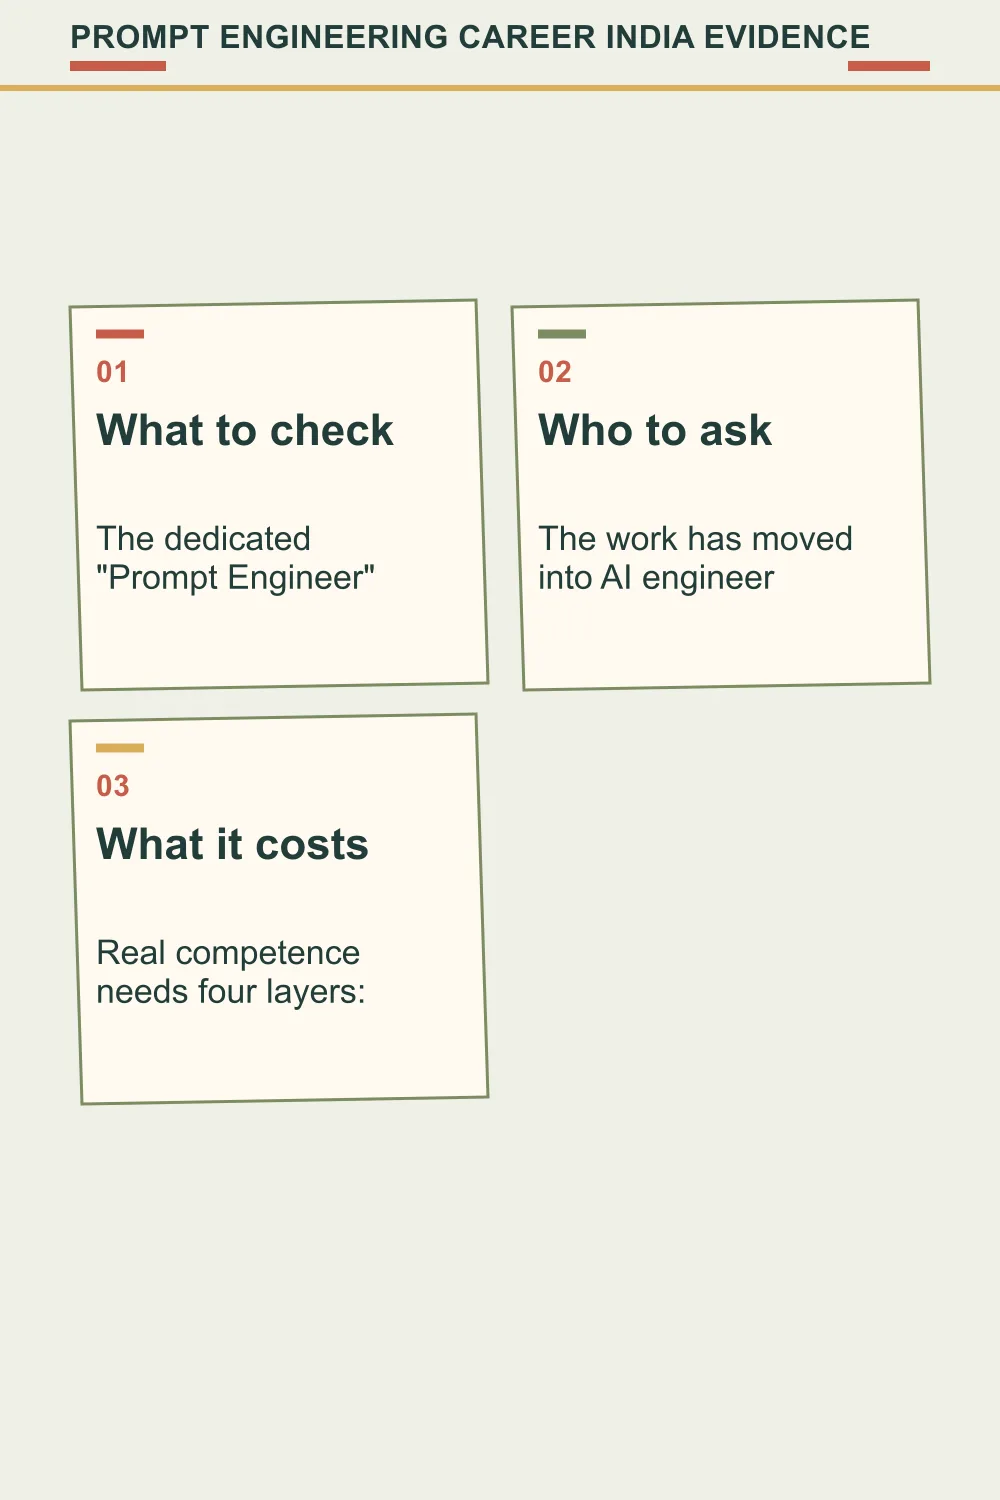 PROMPT ENGINEERING CAREER INDIA EVIDENCE
01
What to check
The dedicated
"Prompt Engineer"
02
Who to ask
The work has moved
into AI engineer
03
What it costs
Real competence
needs four layers: